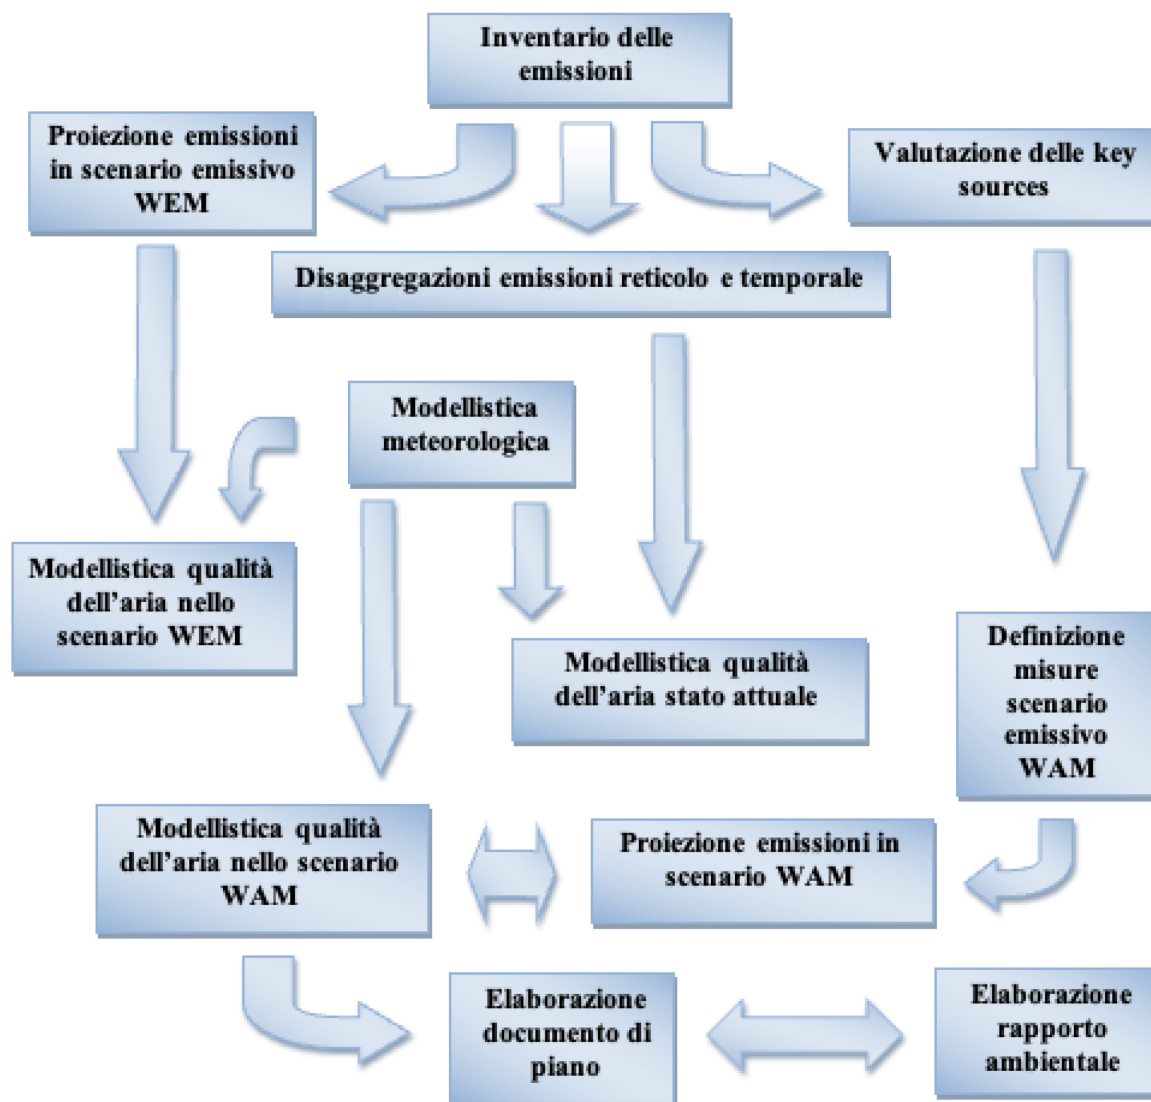 Inventario delle
emissioni
Proiezione emissioni
in scenario emissivo
WEM
Valutazione delle key
sources
Disaggregazioni emissioni reticolo e temporale
Modellistica
meteorologica
Modellistica qualità
dell'aria nello
scenario WEM
Modellistica qualità
dell'aria stato attuale
Definizione
misure
scenario
emissivo
WAM
Modellistica qualità
dell'aria nello scenario
WAM
Proiezione emissioni in
scenario WAM
Elaborazione
documento di
piano
Elaborazione
rapporto
ambientale